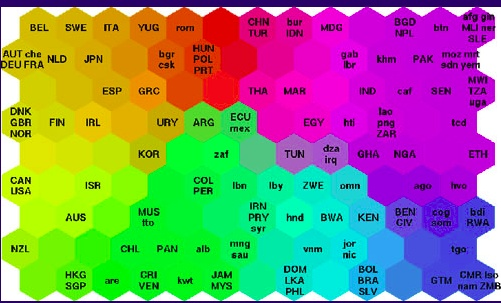 BEL SWE ITA YUG rom CHN TUR bur IDN MDG BGD NPL btn afg gin MLI ner SLE
AUT che DEU FRA NLD JPN bgr csk HUN POL PRT gab lbr khm PAK moz mrt sdn yem
ESP GRC THA MAR IND caf SEN MWI TZA uga
DNK GBR NOR FIN IRL URY ARG ECU mex EGY hti lao png ZAR tcd
KOR zaf TUN dza irq GHA NGA ETH
CAN USA ISR COL PER lbn lby ZWE omn ago hvo
AUS MUS tto IRN PRY syr hnd BWA KEN BEN CIV cog som bdi RWA
NZL CHL PAN alb mng sau vnm jor nic tgo
HKG SGP are CRI VEN kwt JAM MYS DOM LKA PHL BOL BRA SLV GTM CMR lso nam ZMB